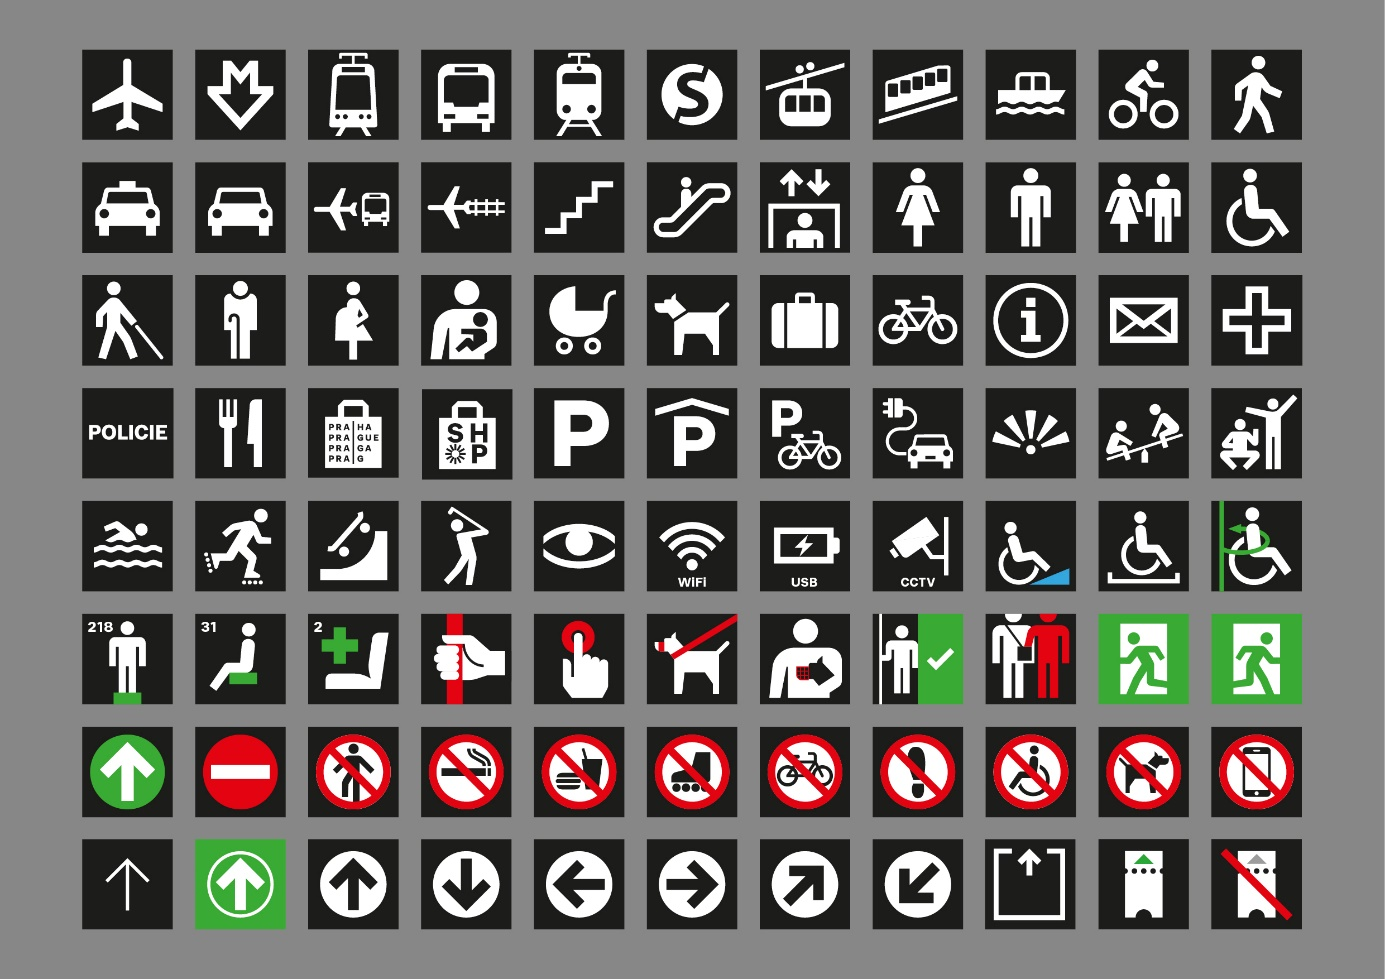 M
S
i
POLICIE
PRA HA
PRA GUE
PRA GA
PRA G
SH
P
P
P
P
WiFi
USB
CCTV
218
31
2